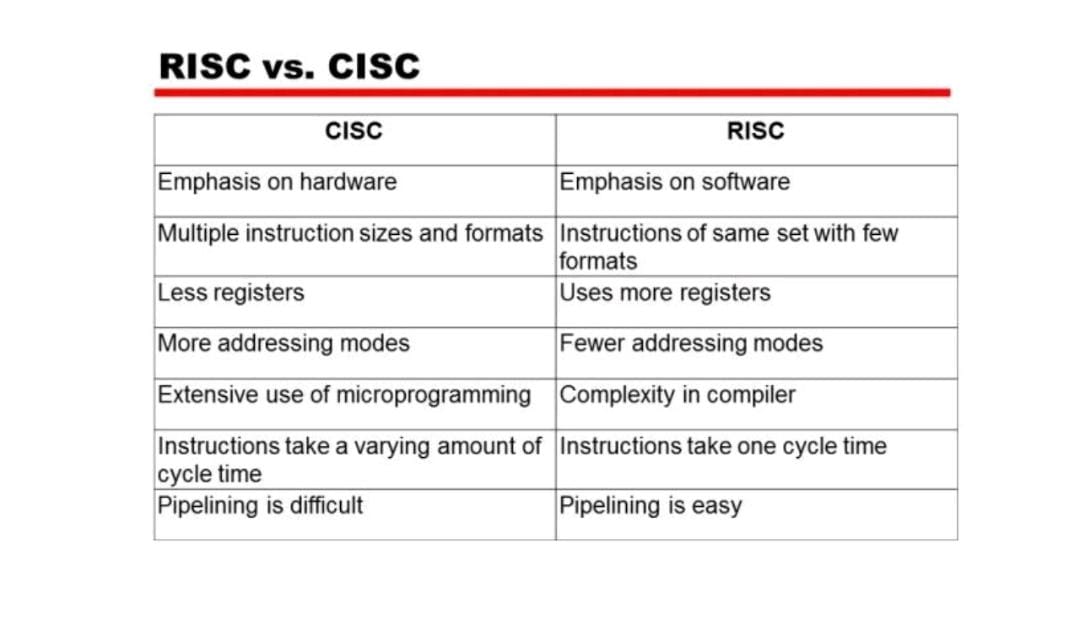 RISC vs. CISC
CISC
RISC
Emphasis on hardware
Emphasis on software
Multiple instruction sizes and formats
Instructions of same set with few
formats
Less registers
Uses more registers
More addressing modes
Fewer addressing modes
Extensive use of microprogramming
Complexity in compiler
Instructions take a varying amount of
cycle time
Instructions take one cycle time
Pipelining is difficult
Pipelining is easy